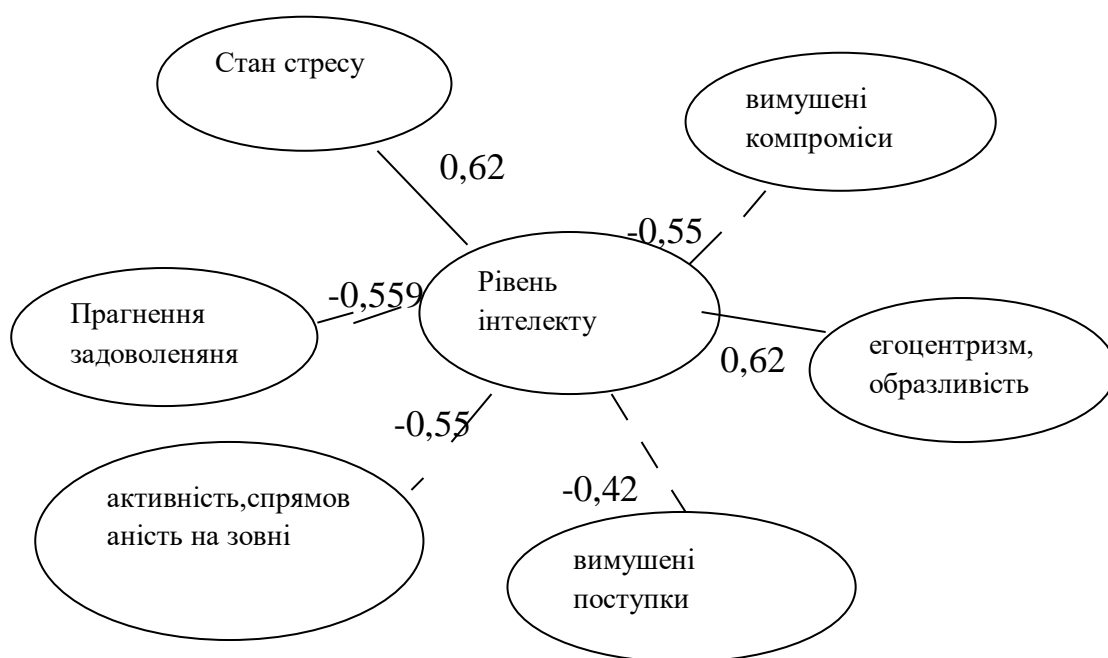 Стан стресу
вимушені
компроміси
0,62
-0,55
Рівень
інтелекту
-0,559
Прагнення
задоволеняня
егоцентризм,
образливість
0,62
-0,55
активність,спрямов
аність на зовні
-0,42
вимушені
поступки